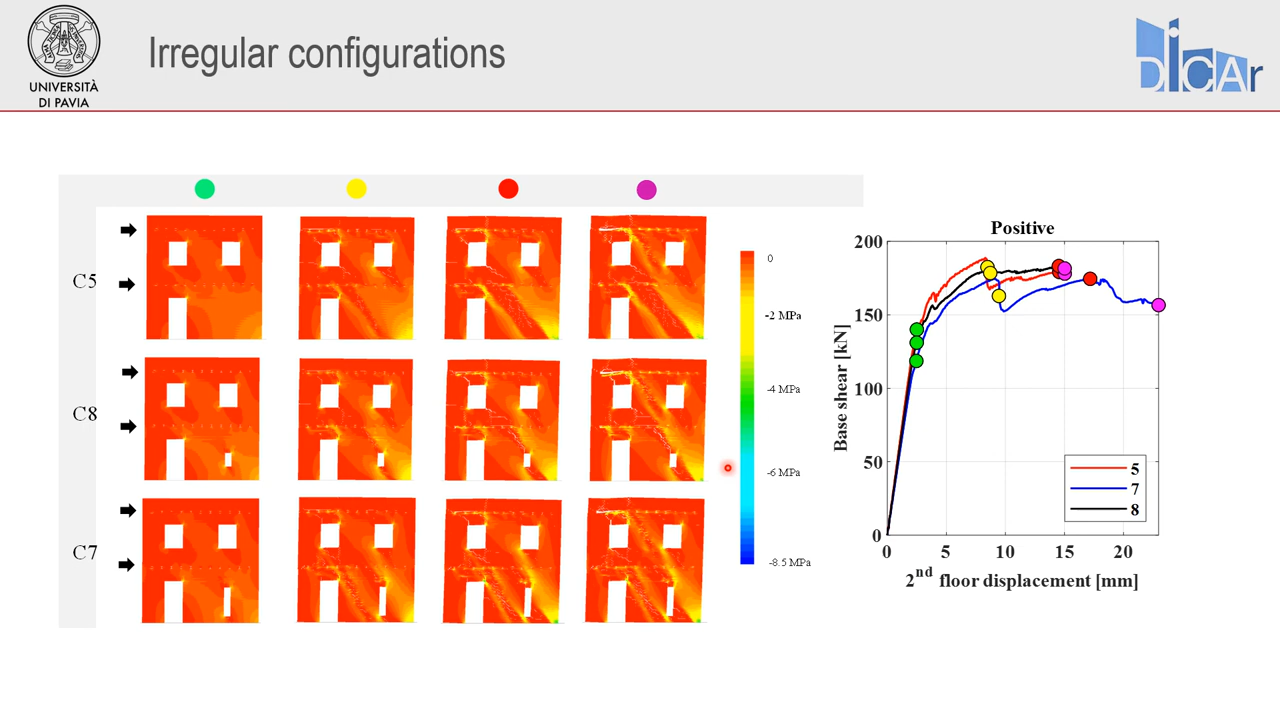 Irregular configurations
UNIVERSITÀ
DI PAVIA
DICAr
C5
C8
C7
0
-2 MPa
-4 MPa
-6 MPa
-8.5 MPa
Positive
200
150
100
50
0
0 5 10 15 20
Base shear [kN]
2nd floor displacement [mm]
5
7
8